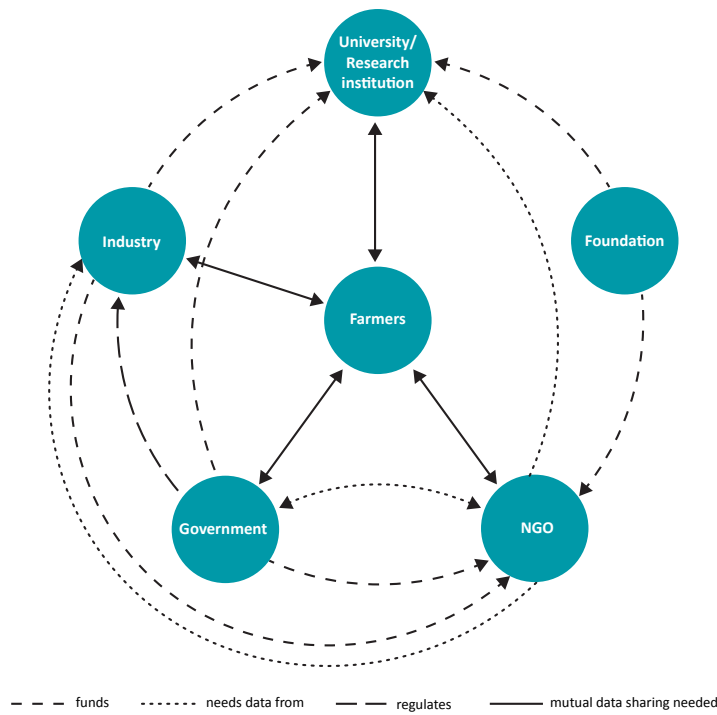 University/
Research
institution
Industry
Foundation
Farmers
Government
NGO
funds
needs data from
regulates
mutual data sharing needed